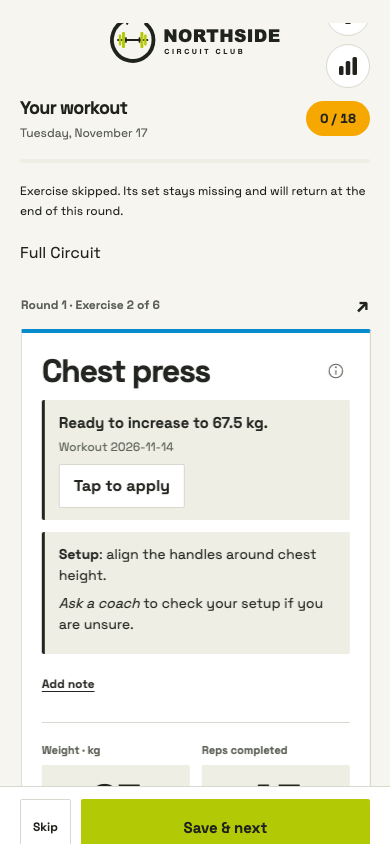 NORTHSIDE
CIRCUIT CLUB
Your workout
Tuesday, November 17
0 / 18
Exercise skipped. Its set stays missing and will return at the
end of this round.
Full Circuit
Round 1 · Exercise 2 of 6
Chest press
Ready to increase to 67.5 kg.
Workout 2026-11-14
Tap to apply
Setup: align the handles around chest
height.
Ask a coach to check your setup if you
are unsure.
Add note
Weight · kg
Reps completed
Skip
Save & next